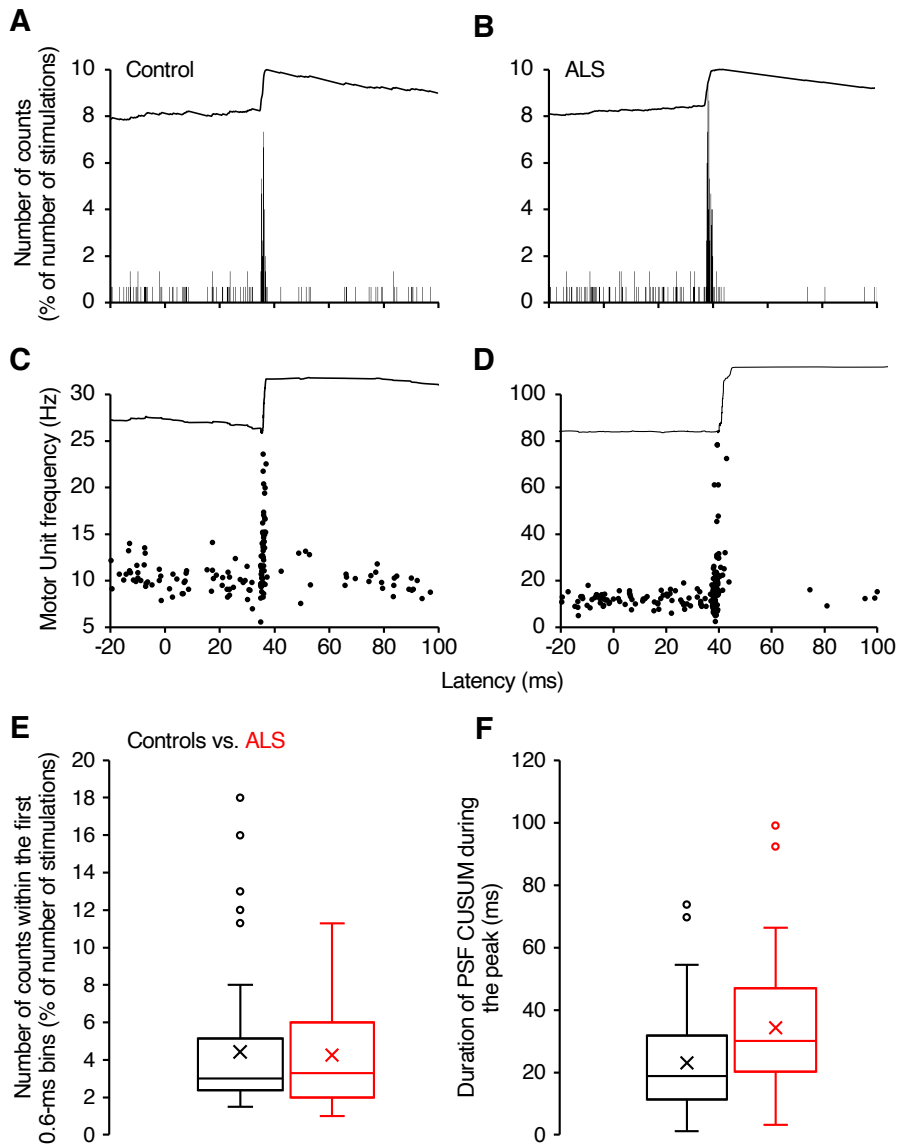 A
B
Number of counts
(% of number of stimulations)
10
8
6
4
2
0
Control
10
8
6
4
2
0
ALS
C
D
Motor Unit frequency (Hz)
30
25
20
15
10
5
-20 0 20 40 60 80 100
100
80
60
40
20
0
-20 0 20 40 60 80 100
Latency (ms)
E
F
Controls vs. ALS
Number of counts within the first
0.6-ms bins (% of number of stimulations)
20
18
16
14
12
10
8
6
4
2
0
Duration of PSF CUSUM during
the peak (ms)
120
100
80
60
40
20
0